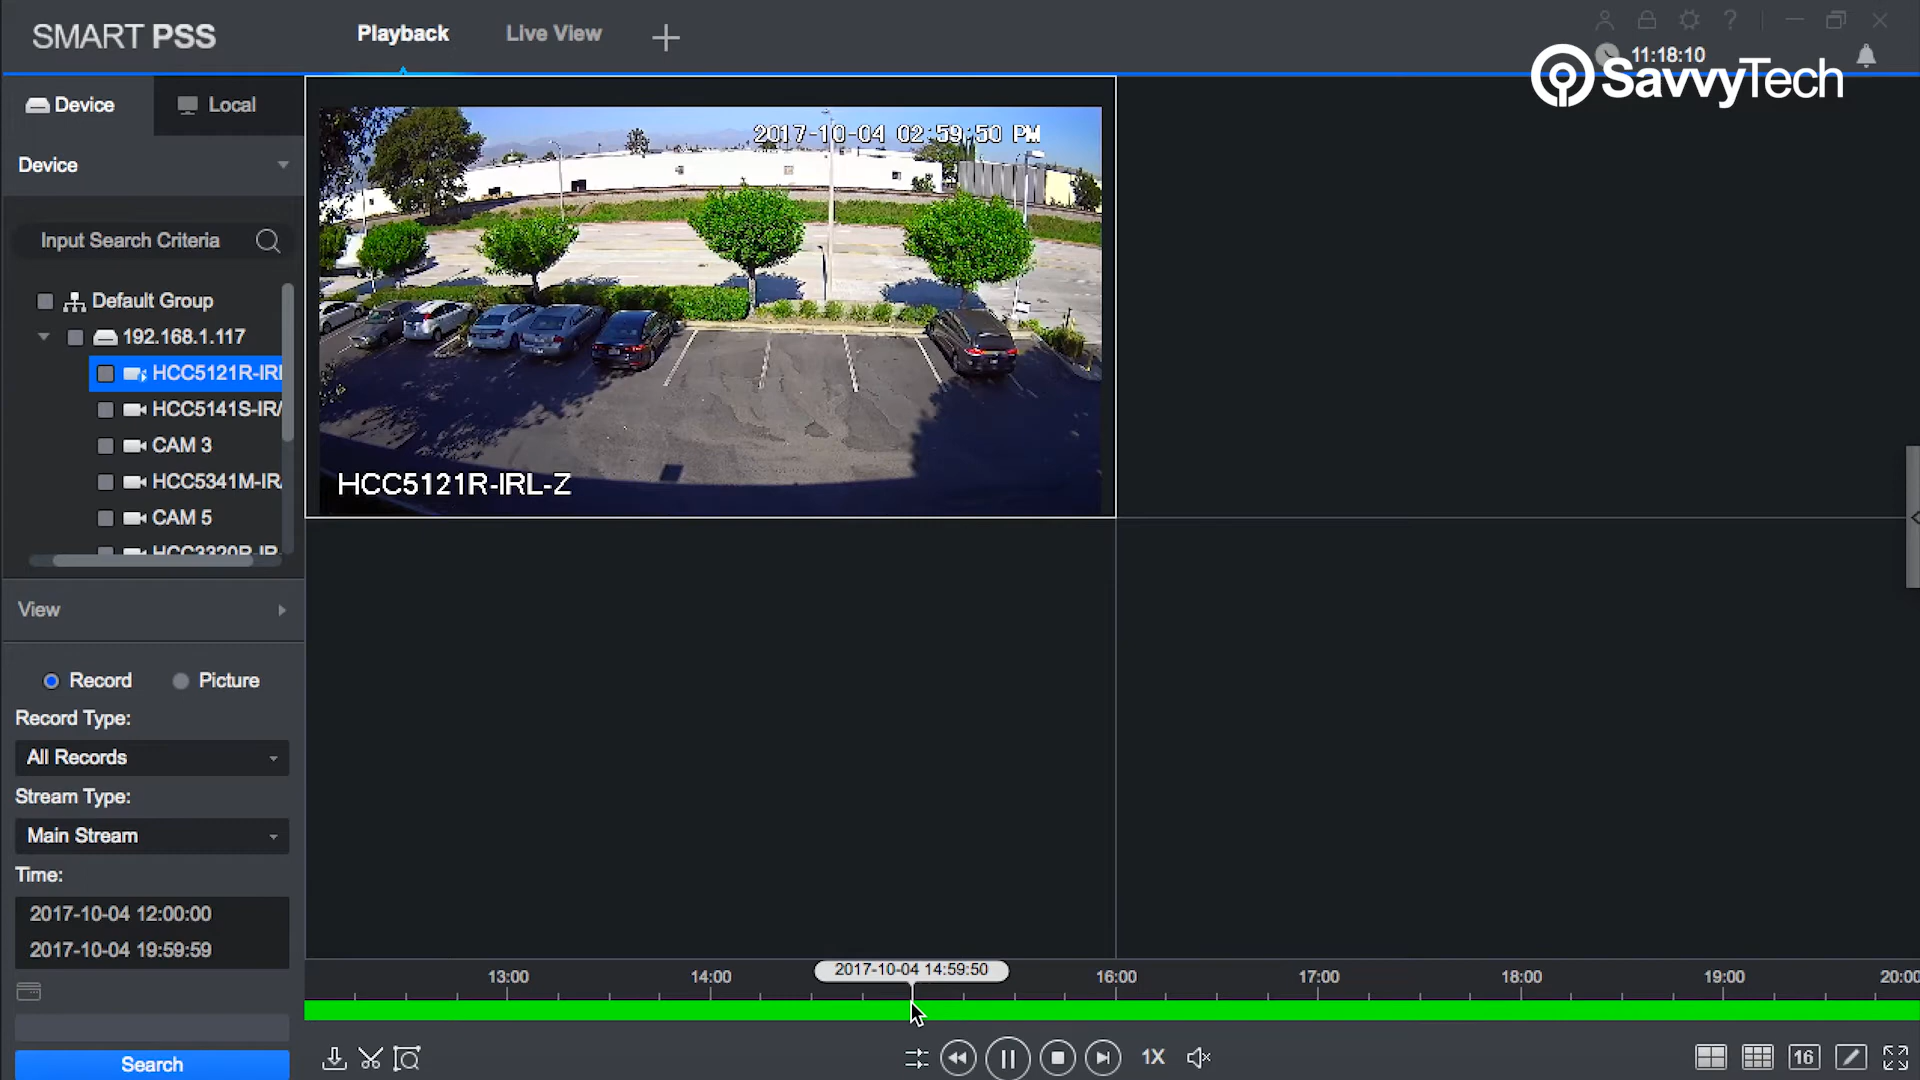 SMART PSS
Playback
Live View
11:18:10
SavvyTech
Device
Local
Device
2017-10-04 02:59:50 PM
Input Search Criteria
Default Group
192.168.1.117
HCC5121R-IRL
HCC5141S-IR/
CAM 3
HCC5341M-IR
CAM 5
HCC3320R-IR
HCC5121R-IRL-Z
View
Record
Picture
Record Type:
All Records
Stream Type:
Main Stream
Time:
2017-10-04 12:00:00
2017-10-04 19:59:59
13:00
14:00
2017-10-04 14:59:50
16:00
17:00
18:00
19:00
20:00
Search
1X
16